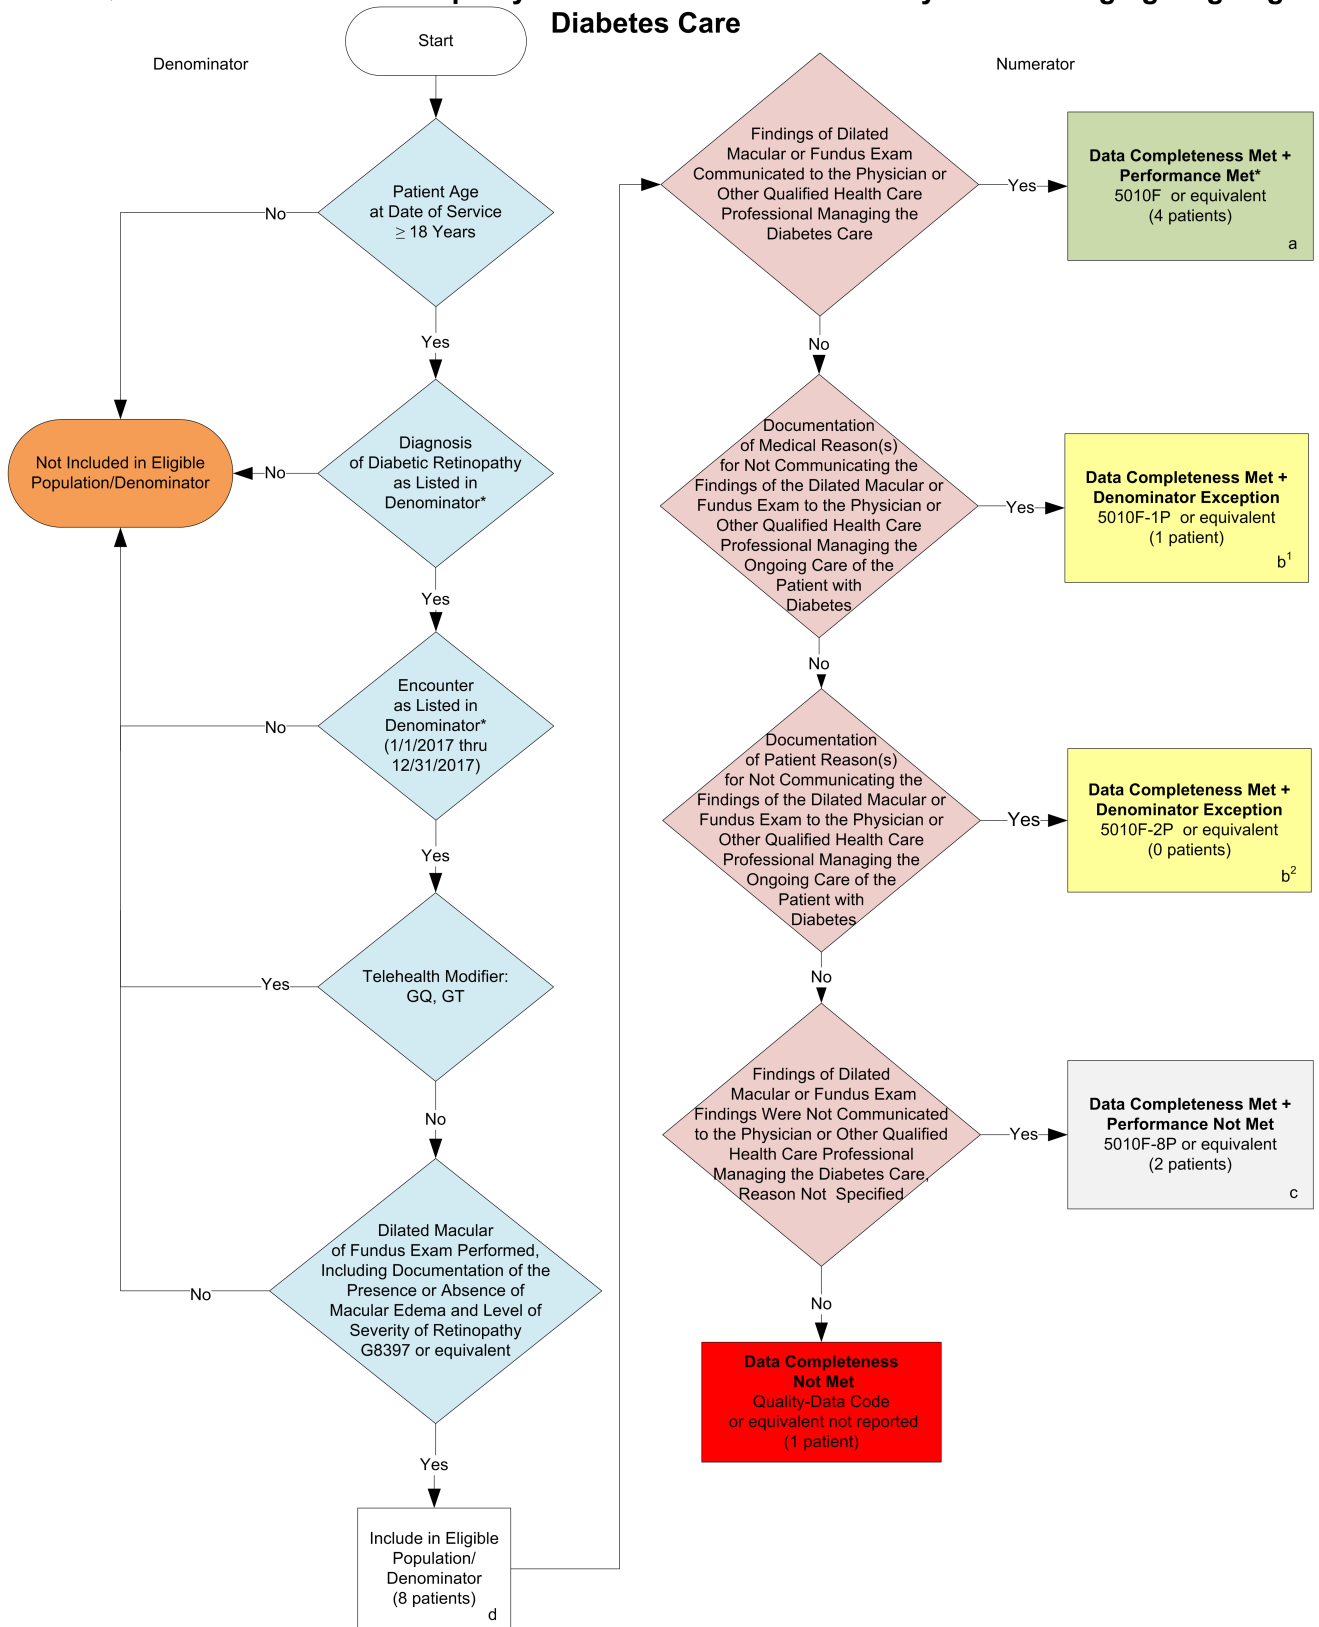 Diabetes Care
Start
Denominator
Numerator
Patient Age
at Date of Service
≥ 18 Years
No
Yes
Diagnosis
of Diabetic Retinopathy
as Listed in
Denominator*
No
Not Included in Eligible
Population/Denominator
Yes
Encounter
as Listed in
Denominator*
(1/1/2017 thru
12/31/2017)
No
Yes
Telehealth Modifier:
GQ, GT
Yes
No
Dilated Macular
of Fundus Exam Performed,
Including Documentation of the
Presence or Absence of
Macular Edema and Level of
Severity of Retinopathy
G8397 or equivalent
No
Yes
Include in Eligible
Population/
Denominator
(8 patients)
d
Findings of Dilated
Macular or Fundus Exam
Communicated to the Physician or
Other Qualified Health Care
Professional Managing the
Diabetes Care
Yes
Data Completeness Met +
Performance Met*
5010F or equivalent
(4 patients)
a
No
Documentation
of Medical Reason(s)
for Not Communicating the
Findings of the Dilated Macular or
Fundus Exam to the Physician or
Other Qualified Health Care
Professional Managing the
Ongoing Care of the
Patient with
Diabetes
Yes
Data Completeness Met +
Denominator Exception
5010F-1P or equivalent
(1 patient)
b1
No
Documentation
of Patient Reason(s)
for Not Communicating the
Findings of the Dilated Macular or
Fundus Exam to the Physician or
Other Qualified Health Care
Professional Managing the
Ongoing Care of the
Patient with
Diabetes
Yes
Data Completeness Met +
Denominator Exception
5010F-2P or equivalent
(0 patients)
b2
No
Findings of Dilated
Macular or Fundus Exam
Findings Were Not Communicated
to the Physician or Other Qualified
Health Care Professional
Managing the Diabetes Care,
Reason Not Specified
Yes
Data Completeness Met +
Performance Not Met
5010F-8P or equivalent
(2 patients)
c
No
Data Completeness
Not Met
Quality-Data Code
or equivalent not reported
(1 patient)